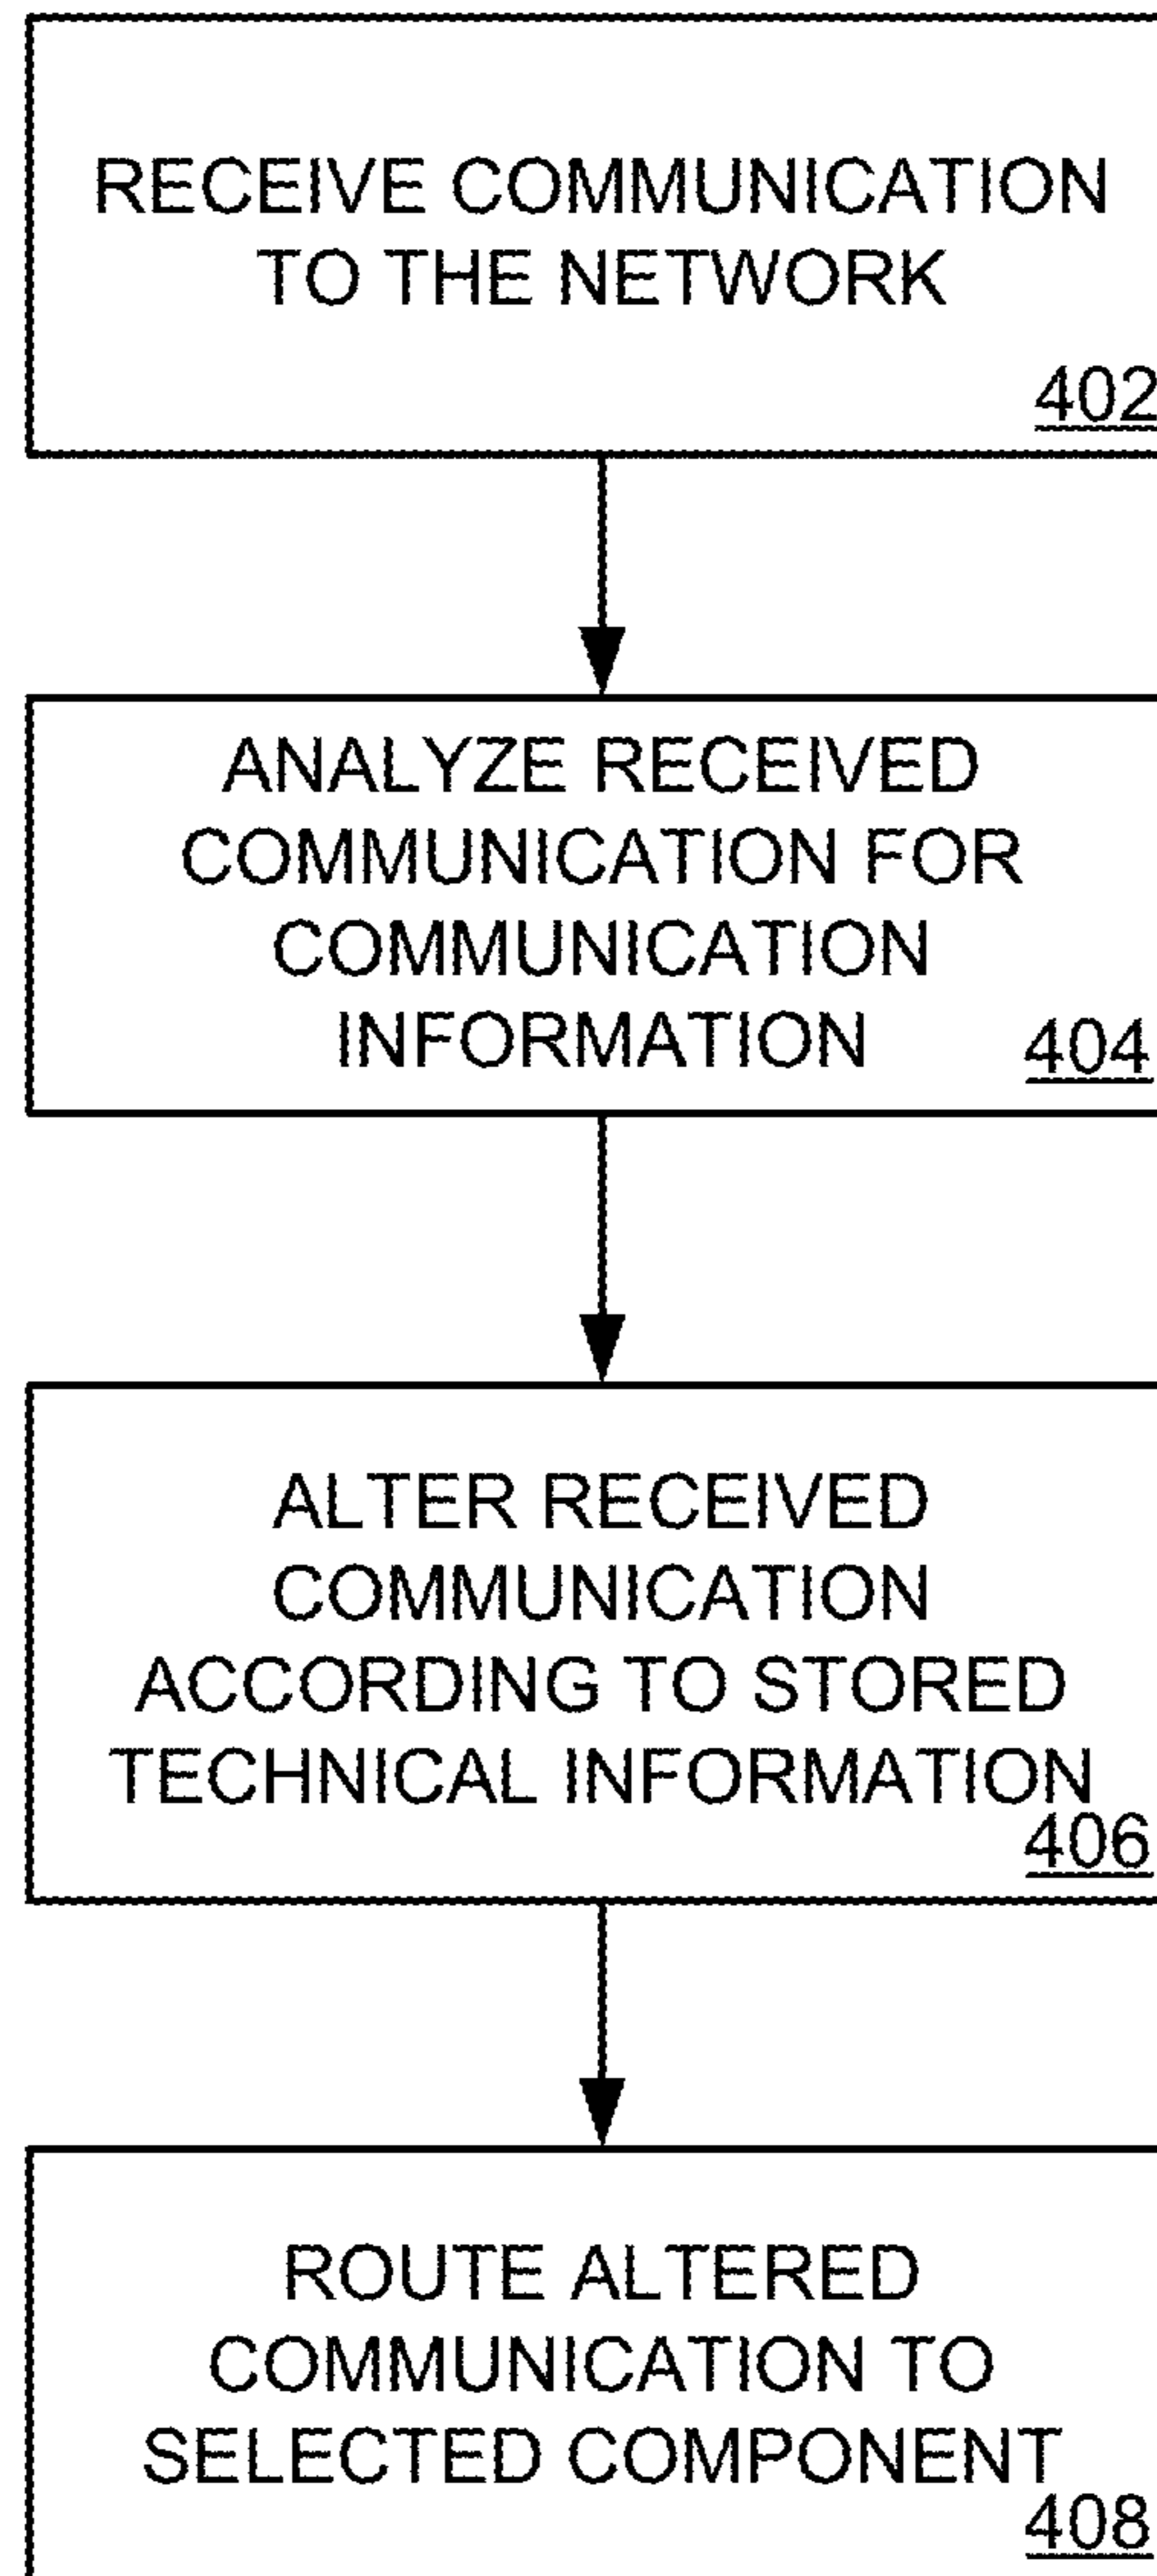 RECEIVE COMMUNICATION
TO THE NETWORK
402
ANALYZE RECEIVED
COMMUNICATION FOR
COMMUNICATION
INFORMATION
404
ALTER RECEIVED
COMMUNICATION
ACCORDING TO STORED
TECHNICAL INFORMATION
406
ROUTE ALTERED
COMMUNICATION TO
SELECTED COMPONENT
408